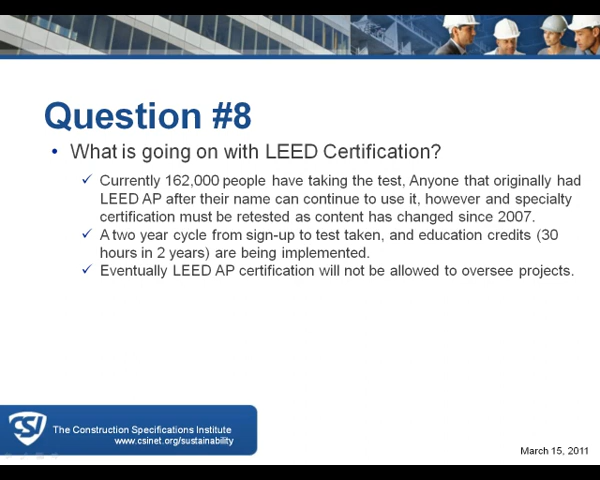 Question #8
• What is going on with LEED Certification?
✓ Currently 162,000 people have taking the test, Anyone that originally had
LEED AP after their name can continue to use it, however and specialty
certification must be retested as content has changed since 2007.
✓ A two year cycle from sign-up to test taken, and education credits (30
hours in 2 years) are being implemented.
✓ Eventually LEED AP certification will not be allowed to oversee projects.
CSI
The Construction Specifications Institute
www.csinet.org/sustainability
March 15, 2011